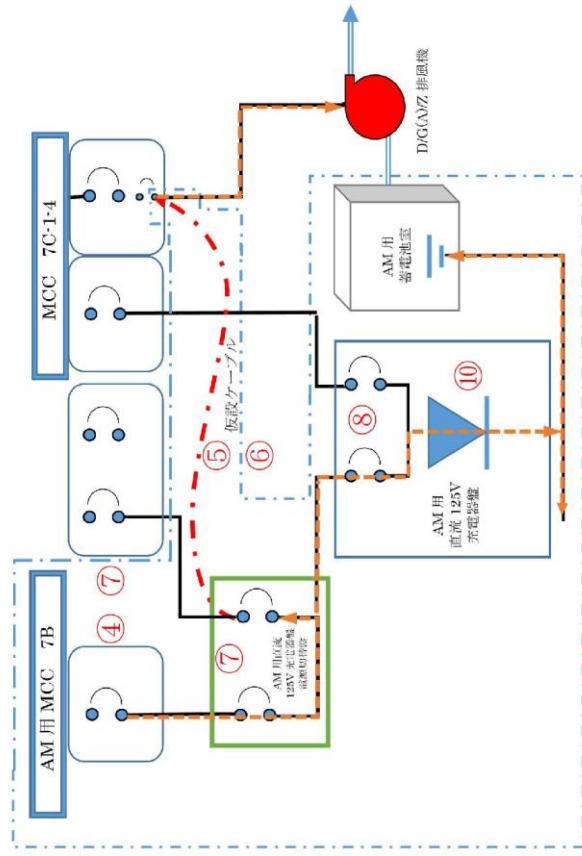 AM 用 MCC 7B
MCC 7C-1-4
④
⑦
⑤
仮設ケーブル
⑥
⑦
AM 用直流
125V 充電器盤
電源切替盤
⑧
⑩
AM 用
直流 125V
充電器盤
AM 用
蓄電池室
D/G(A)/Z 排風機